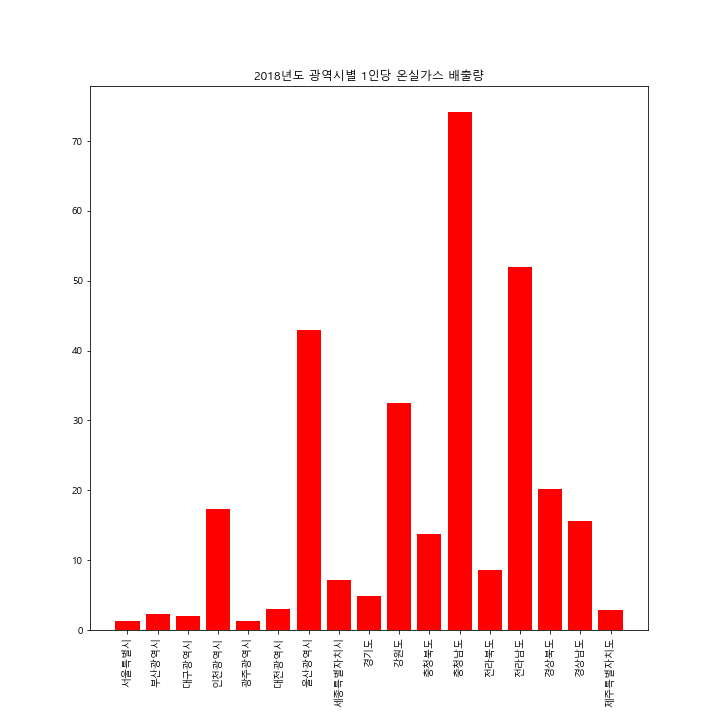 2018년도 광역시별 1인당 온실가스 배출량
70
60
50
40
30
20
10
0
서울특별시
부산광역시
대구광역시
인천광역시
광주광역시
대전광역시
울산광역시
세종특별자치시
경기도
강원도
충청북도
충청남도
전라북도
전라남도
경상북도
경상남도
제주특별자치도